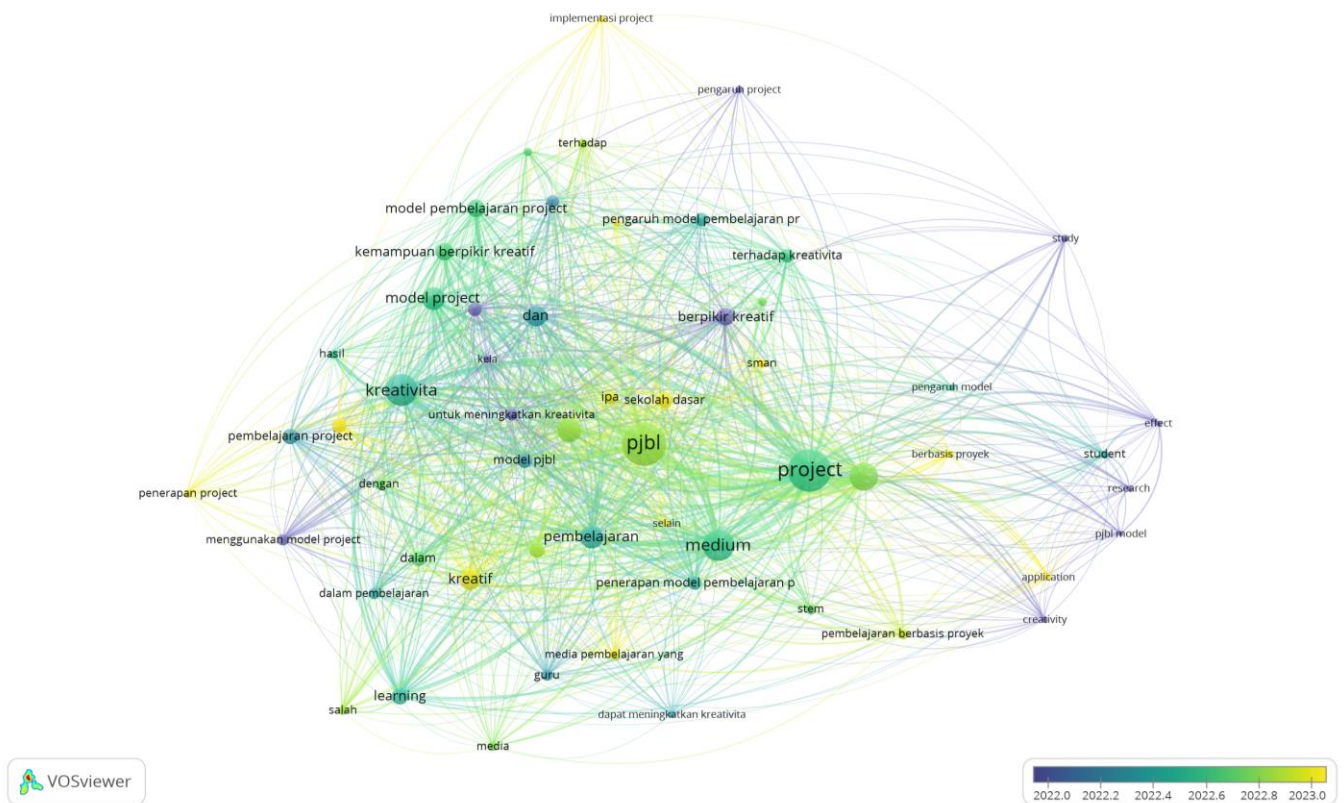 implementasi project
pengaruh project
terhadap
model pembelajaran project
pengaruh model pembelajaran pr
study
kemampuan berpikir kreatif
terhadap kreativita
model project
dan
berpikir kreatif
hasil
kela
sman
kreativita
pengaruh model
ipa
sekolah dasar
untuk meningkatkan kreativita
effect
pembelajaran project
pjbl
model pjbl
berbasis proyek
student
project
dengan
penerapan project
research
selain
menggunakan model project
pembelajaran
medium
pjbl model
dalam
kreatif
penerapan model pembelajaran p
application
dalam pembelajaran
stem
creativity
pembelajaran berbasis proyek
media pembelajaran yang
guru
learning
salah
dapat meningkatkan kreativita
media
VOSviewer
2022.0 2022.2 2022.4 2022.6 2022.8 2023.0